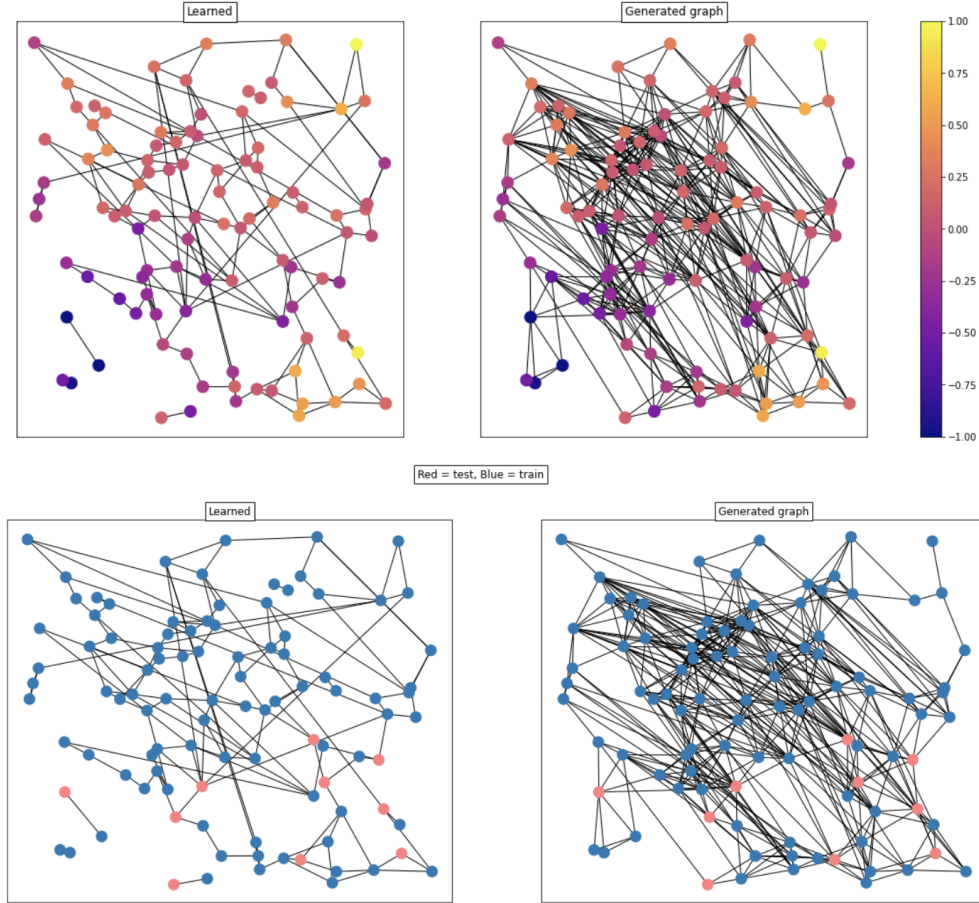 Learned
Generated graph
1.00
0.75
0.50
0.25
0.00
−0.25
−0.50
−0.75
−1.00
Red = test, Blue = train
Learned
Generated graph